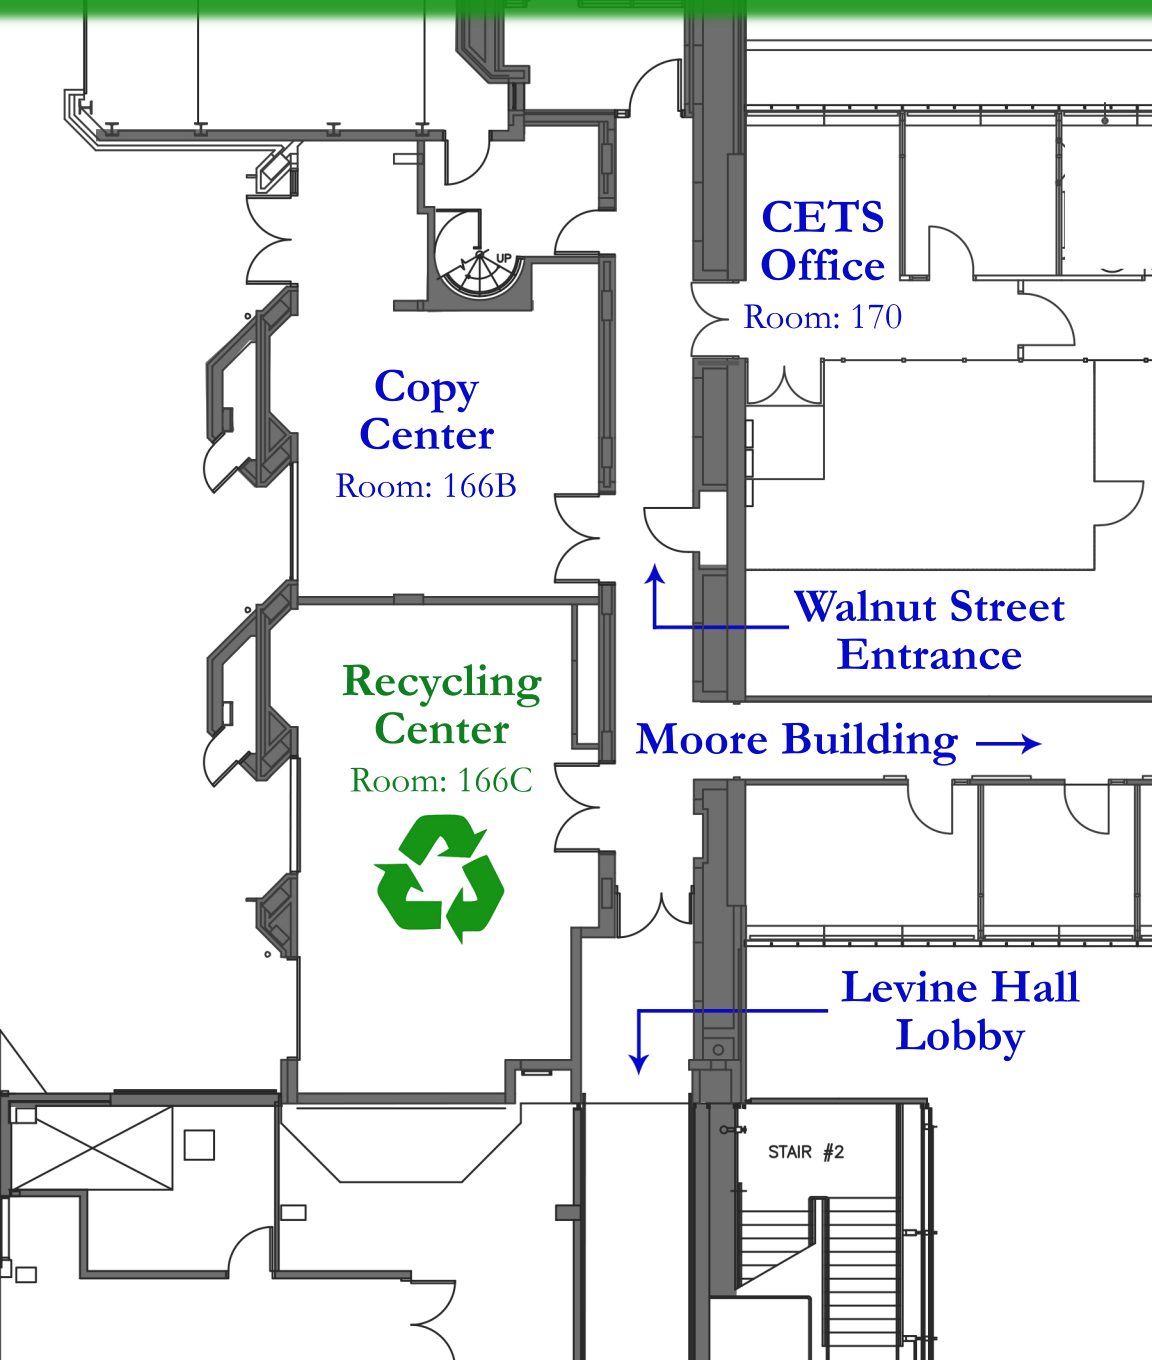 CETS
Office
Room: 170
UP
Copy
Center
Room: 166B
Walnut Street
Entrance
Recycling
Center
Room: 166C
Moore Building
Levine Hall
Lobby
STAIR #2